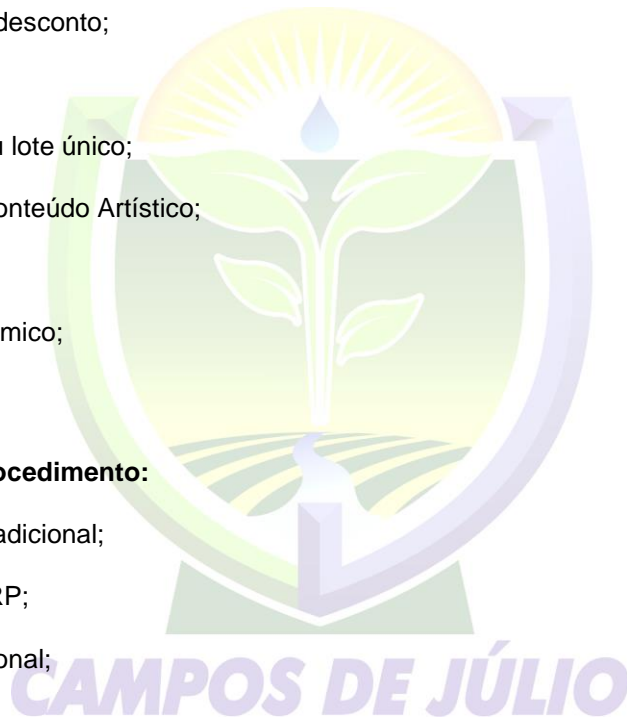 desconto;
lote único;
onteúdo Artístico;
mico;
ocedimento:
adicional;
RP;
onal;
CAMPOS DE JÚLIO